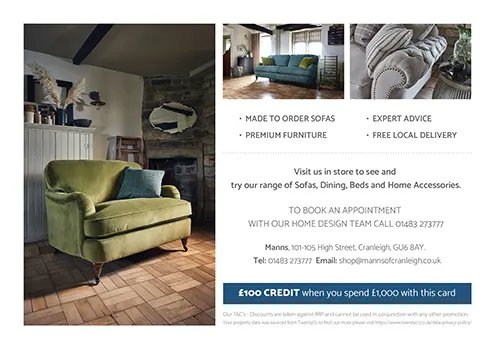 • MADE TO ORDER SOFAS
• EXPERT ADVICE
• PREMIUM FURNITURE
• FREE LOCAL DELIVERY
Visit us in store to see and
try our range of Sofas, Dining, Beds and Home Accessories.
TO BOOK AN APPOINTMENT
WITH OUR HOME DESIGN TEAM CALL 01483 273777
Manns, 101-105 High Street, Cranleigh, GU6 8AY.
Tel: 01483 273777 Email: shop@mannsofcranleigh.co.uk
£100 CREDIT when you spend £1,000 with this card
Our T&C's - Discounts are taken against RRP and cannot be used in conjunction with any other promotion.
Your property data was sourced from TwentyCi to find out more please visit